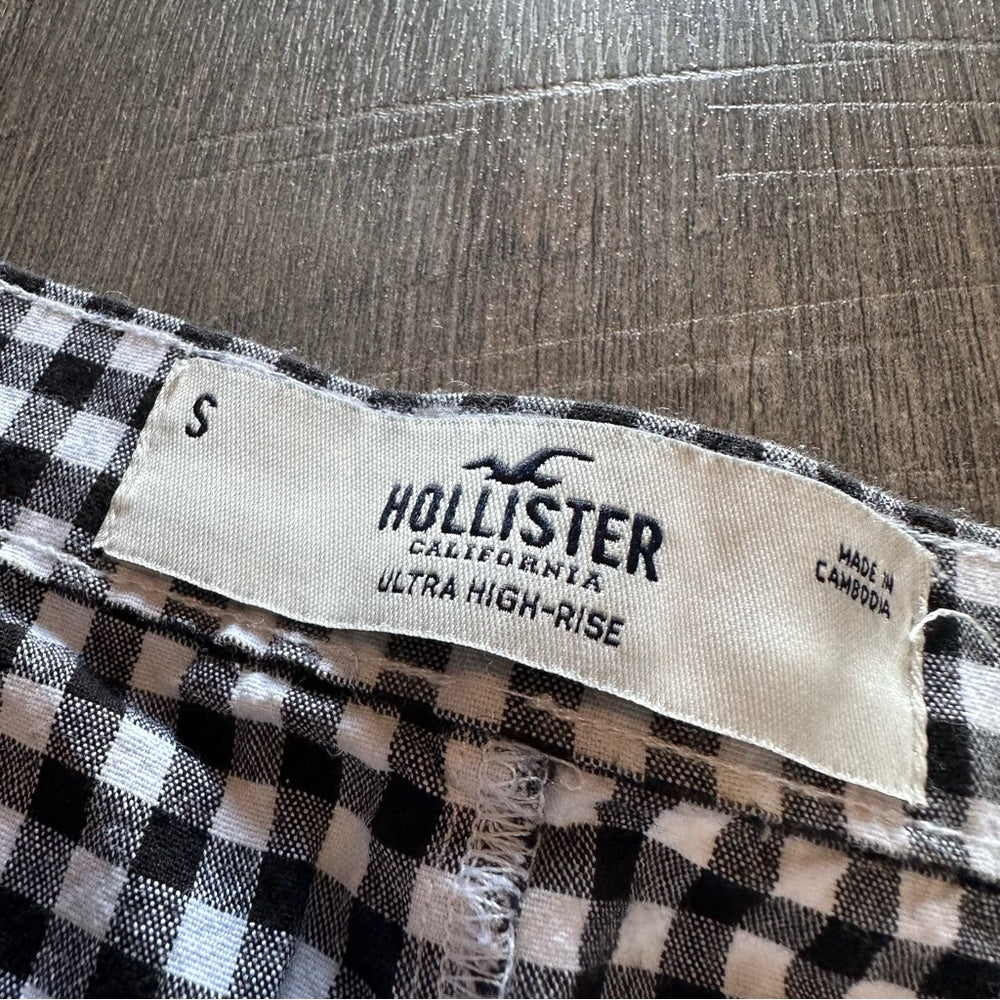 S
HOLLISTER
CALIFORNIA
ULTRA HIGH-RISE
MADE IN
CAMBODIA